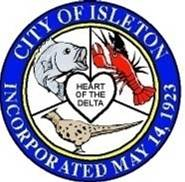 CITY OF ISLETON
HEART
OF THE
DELTA
INCORPORATED MAY 14, 1923